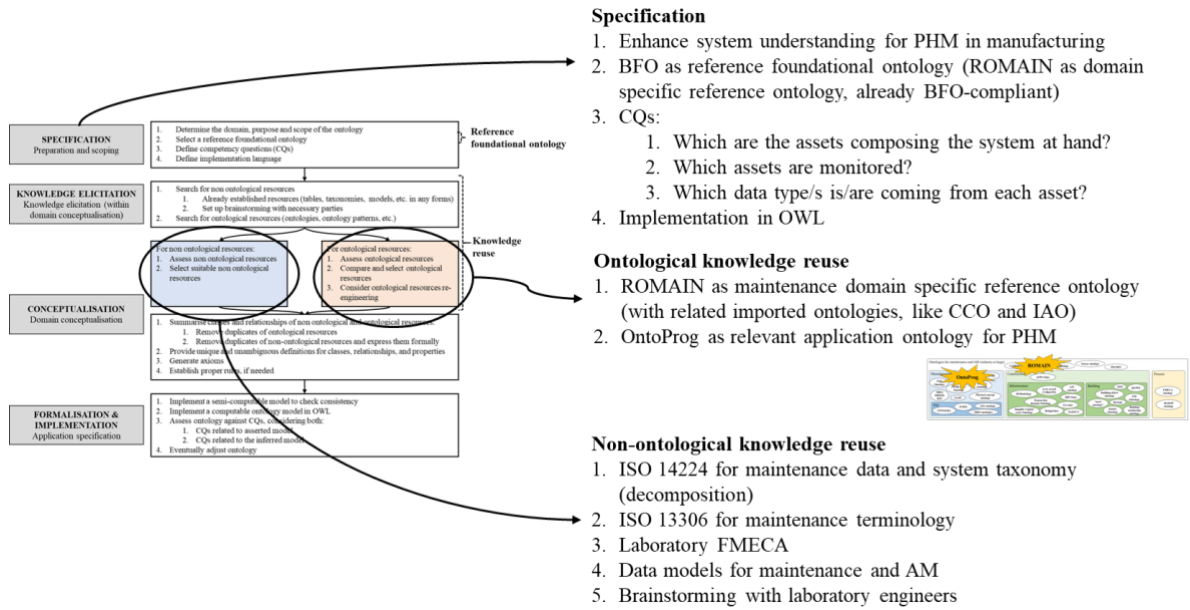 SPECIFICATION
Preparation and scoping
1. Determine the domain, purpose and scope of the ontology
2. Select a reference foundational ontology
3. Define competency questions (CQs)
4. Define implementation language
Reference
foundational ontology
KNOWLEDGE ELICITATION
Knowledge elicitation (within
domain conceptualisation)
1. Search for non ontological resources
1. Already established resources (tables, taxonomies, models, etc. in any forms)
2. Set up brainstorming with necessary parties
2. Search for ontological resources (ontologies, ontology patterns, etc.)
Knowledge
reuse
For non ontological resources:
1. Assess non ontological resources
2. Select suitable non ontological
resources
For ontological resources:
1. Assess ontological resources
2. Compare and select ontological
resources
3. Consider ontological resources re-
engineering
CONCEPTUALISATION
Domain conceptualisation
1. Summarise classes and relationships of non ontological and ontological resources:
1. Remove duplicates of ontological resources
2. Remove duplicates of non-ontological resources and express them formally
2. Provide unique and unambiguous definitions for classes, relationships, and properties
3. Generate axioms
4. Establish proper rules, if needed
FORMALISATION &
IMPLEMENTATION
Application specification
1. Implement a semi-computable model to check consistency
2. Implement a computable ontology model in OWL
3. Assess ontology against CQs, considering both:
1. CQs related to asserted model
2. CQs related to the inferred model
4. Eventually adjust ontology
Specification
1. Enhance system understanding for PHM in manufacturing
2. BFO as reference foundational ontology (ROMAIN as domain
specific reference ontology, already BFO-compliant)
3. CQs:
1. Which are the assets composing the system at hand?
2. Which assets are monitored?
3. Which data type/s is/are coming from each asset?
4. Implementation in OWL
Ontological knowledge reuse
1. ROMAIN as maintenance domain specific reference ontology
(with related imported ontologies, like CCO and IAO)
2. OntoProg as relevant application ontology for PHM
ROMAIN
OntoProg
Non-ontological knowledge reuse
1. ISO 14224 for maintenance data and system taxonomy
(decomposition)
2. ISO 13306 for maintenance terminology
3. Laboratory FMECA
4. Data models for maintenance and AM
5. Brainstorming with laboratory engineers